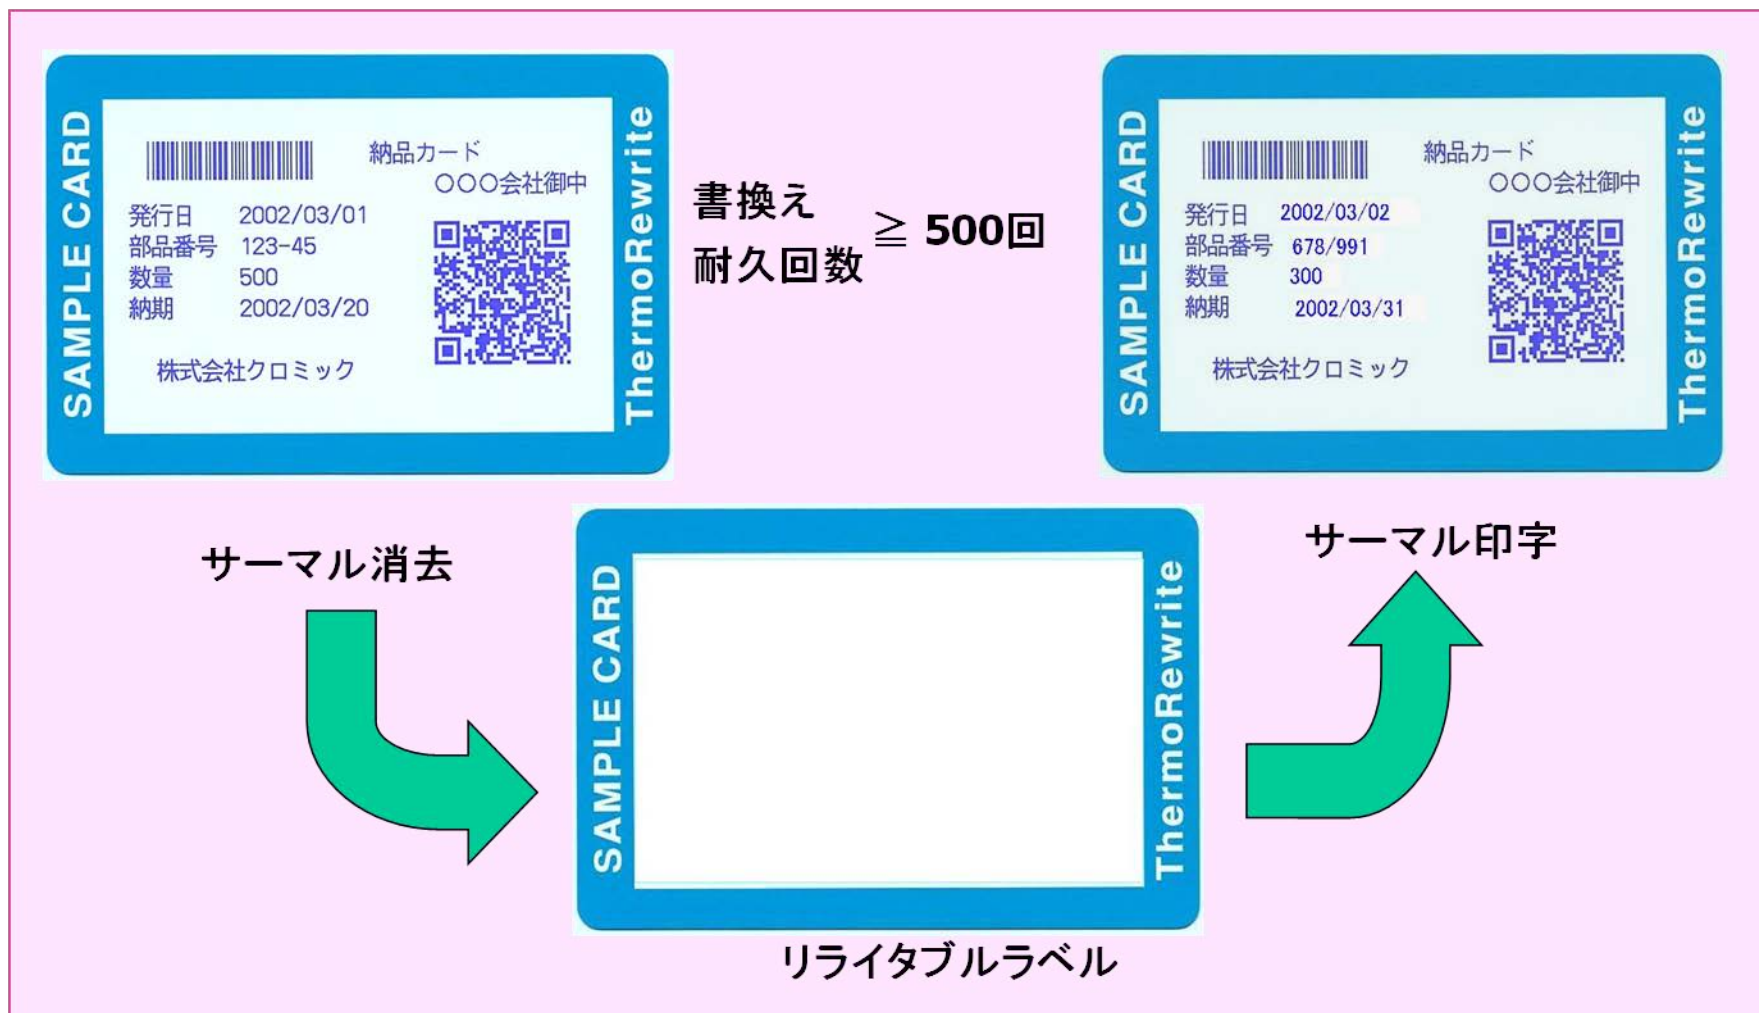 SAMPLE CARD
納品カード
〇〇〇会社御中
発行日 2002/03/01
部品番号 123-45
数量 500
納期 2002/03/20
株式会社クロミック
ThermoRewrite
書換え
耐久回数 ≧ 500回
SAMPLE CARD
納品カード
〇〇〇会社御中
発行日 2002/03/02
部品番号 678/991
数量 300
納期 2002/03/31
株式会社クロミック
ThermoRewrite
サーマル消去
SAMPLE CARD
ThermoRewrite
サーマル印字
リライタブルラベル